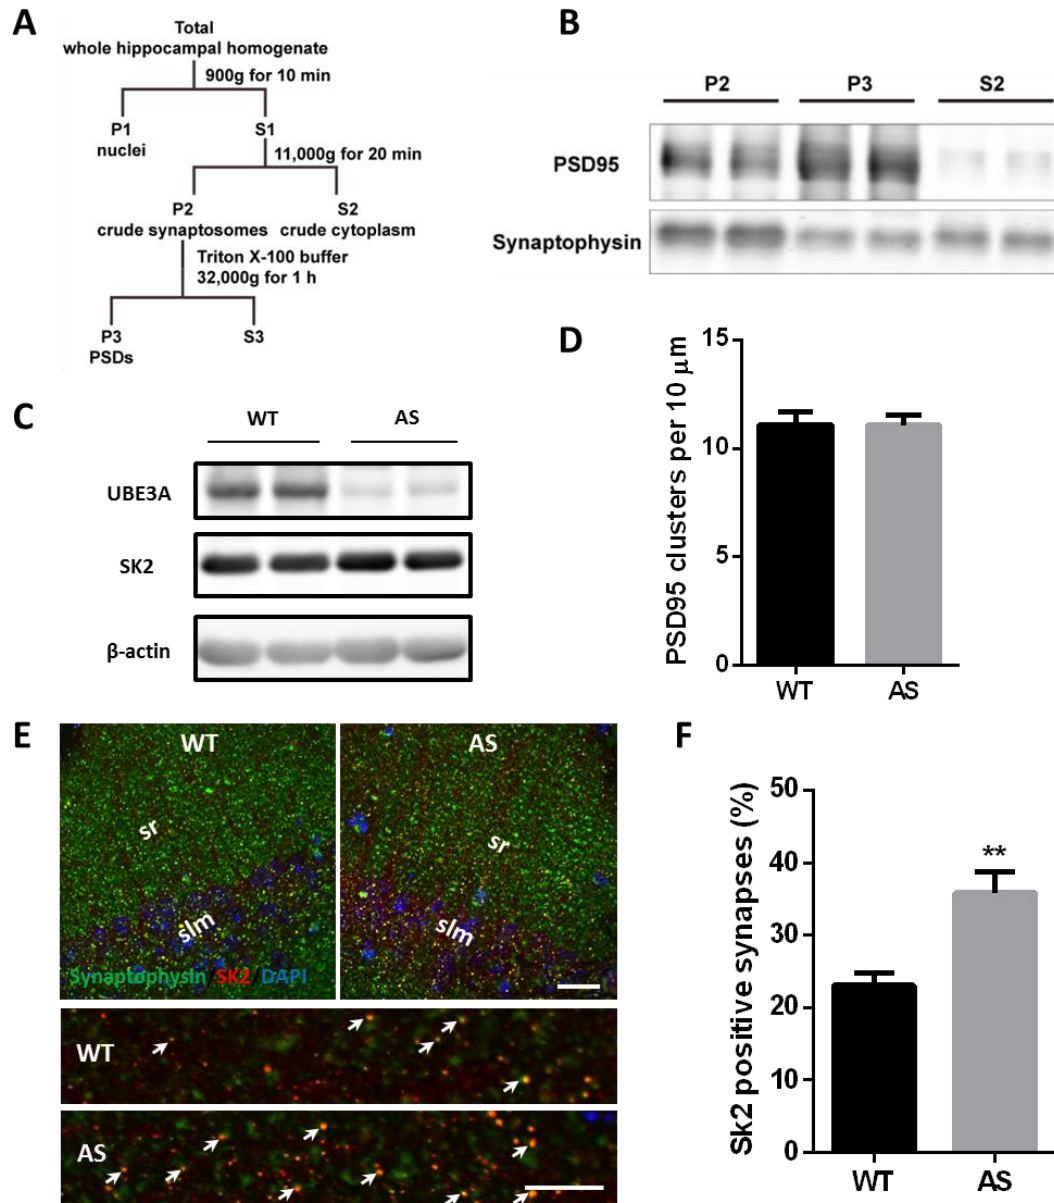 A
Total
whole hippocampal homogenate
900g for 10 min
P1
nuclei
S1
11,000g for 20 min
P2
crude synaptosomes
S2
crude cytoplasm
Triton X-100 buffer
32,000g for 1 h
P3
PSDs
S3
B
P2 P3 S2
PSD95
Synaptophysin
C
WT AS
UBE3A
SK2
β-actin
D
PSD95 clusters per 10 μm
15
10
5
0
WT AS
E
WT
sr
slm
Synaptophysin SK2 DAPI
AS
sr
slm
WT
AS
F
Sk2 positive synapses (%)
50
40
30
20
10
0
**
WT AS